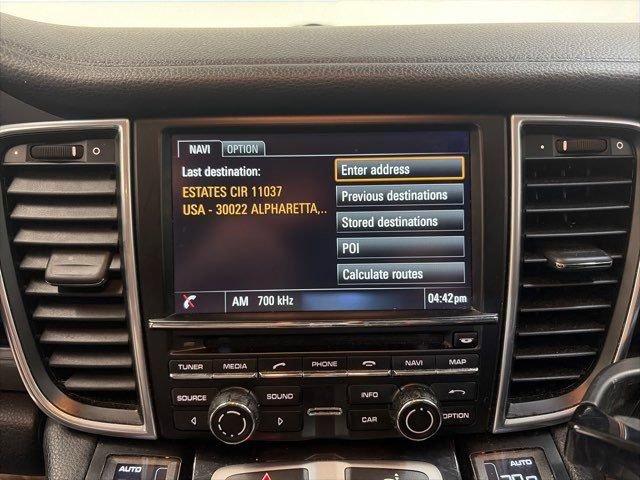 NAVI OPTION
Last destination:
ESTATES CIR 11037
USA - 30022 ALPHARETTA,..
Enter address
Previous destinations
Stored destinations
POI
Calculate routes
AM 700 kHz 04:42pm
TUNER MEDIA PHONE NAVI MAP
SOURCE SOUND INFO
CAR OPTION
AUTO AUTO